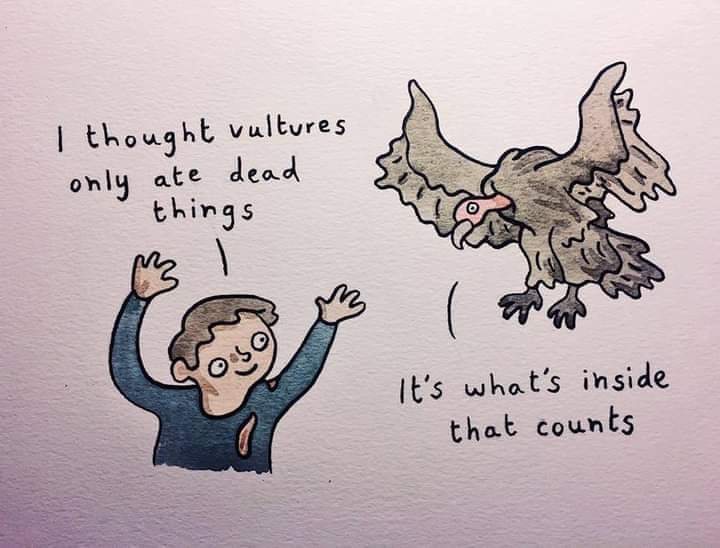 I thought vultures
only ate dead
things
It's what's inside
that counts